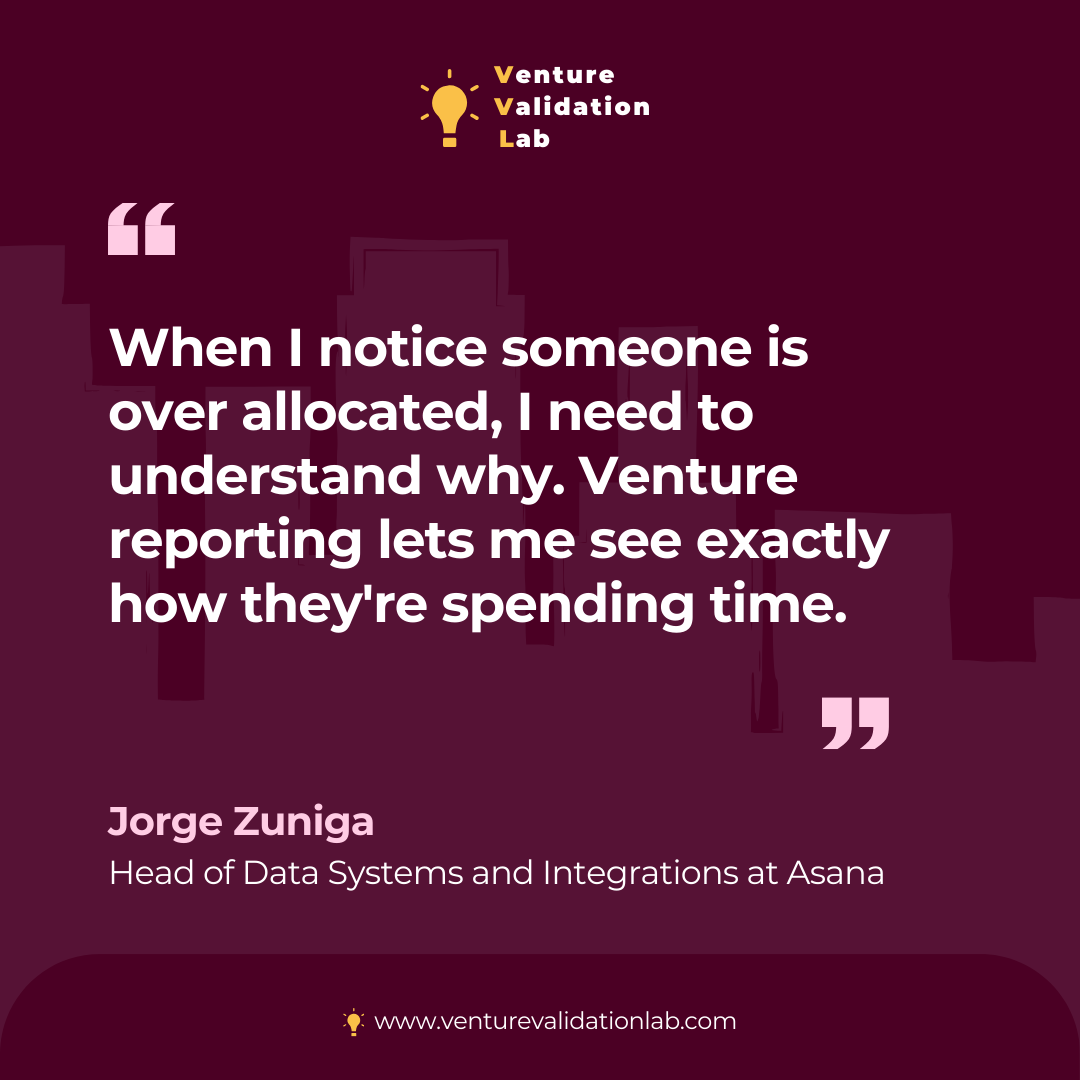 Venture
Validation
Lab
“
When I notice someone is
over allocated, I need to
understand why. Venture
reporting lets me see exactly
how they're spending time.
”
Jorge Zuniga
Head of Data Systems and Integrations at Asana
www.venturevalidationlab.com